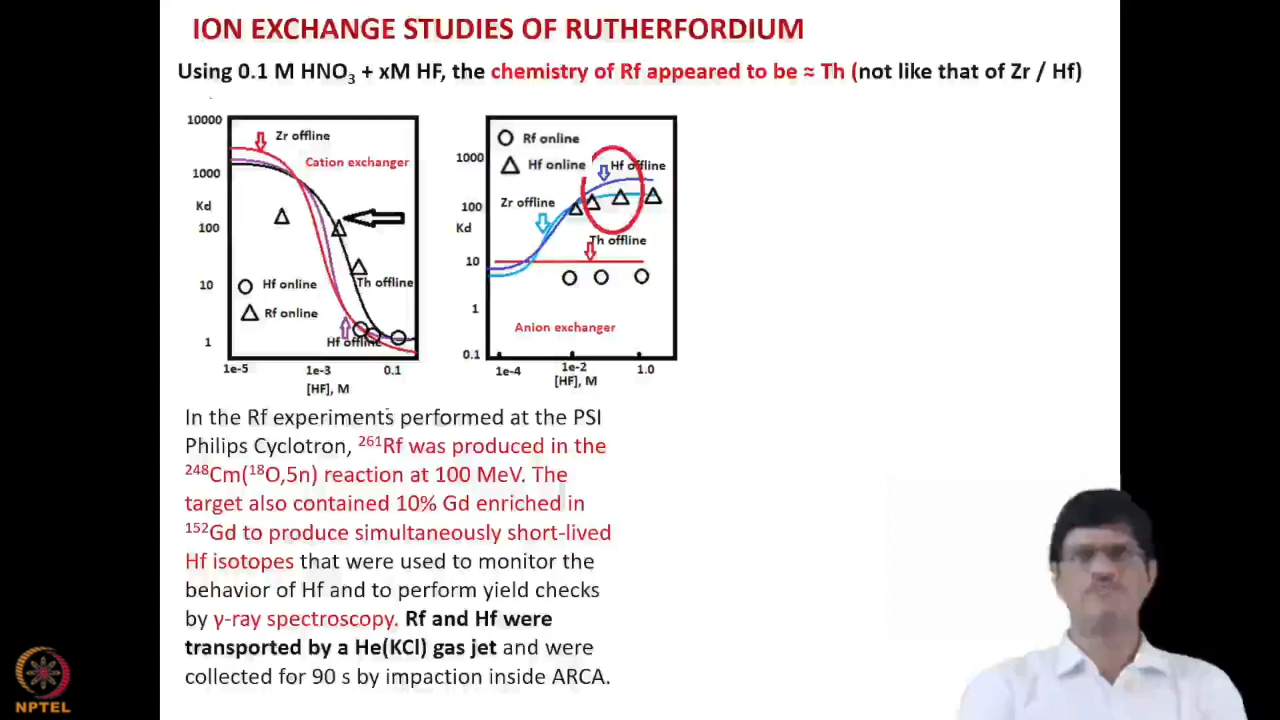 ION EXCHANGE STUDIES OF RUTHERFORDIUM
Using 0.1 M HNO3 + xM HF, the chemistry of Rf appeared to be ≈ Th (not like that of Zr / Hf)
10000
1000
Kd
100
10
1
Zr offline
Cation exchanger
Hf online
Th offline
Rf online
Hf offline
1e-5
1e-3
0.1
[HF], M
Rf online
Hf online
Hf offline
1000
Zr offline
100
Kd
Th offline
10
1
Anion exchanger
0.1
1e-4
1e-2
1.0
[HF], M
In the Rf experiments performed at the PSI
Philips Cyclotron, 261Rf was produced in the
248Cm(18O,5n) reaction at 100 MeV. The
target also contained 10% Gd enriched in
152Gd to produce simultaneously short-lived
Hf isotopes that were used to monitor the
behavior of Hf and to perform yield checks
by γ-ray spectroscopy. Rf and Hf were
transported by a He(KCl) gas jet and were
collected for 90 s by impaction inside ARCA.
NPTEL